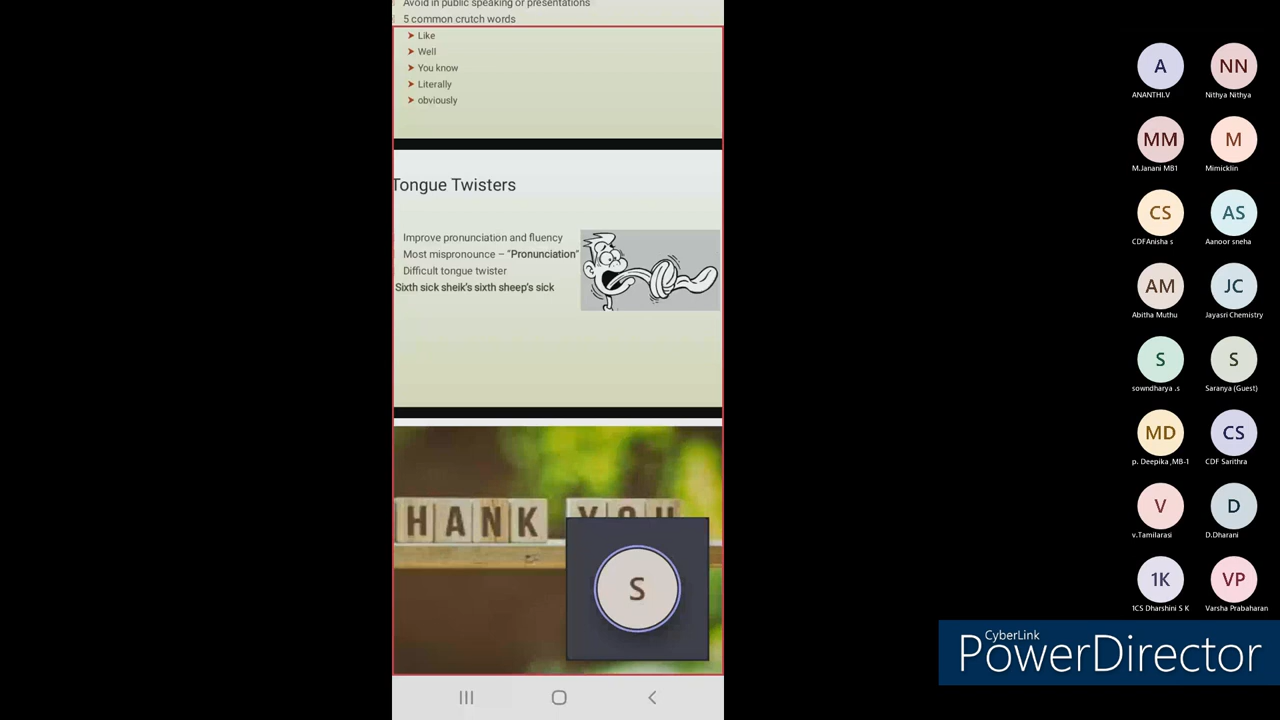 Avoid in public speaking or presentations
5 common crutch words
Like
Well
You know
Literally
obviously
Tongue Twisters
Improve pronunciation and fluency
Most mispronounce – "Pronunciation"
Difficult tongue twister
Sixth sick sheik's sixth sheep's sick
HANK YOU
S
A NN
ANANTHI.V Nithya Nithya
MM M
M.Janani MB1 Mimicklin
CS AS
CDFAnisha s Aanoor sneha
AM JC
Abitha Muthu Jayasri Chemistry
S S
sowndharya .s Saranya (Guest)
MD CS
p. Deepika ,MB-1 CDF Sarithra
V D
v.Tamilarasi D.Dharani
1K VP
1CS Dharshini S K Varsha Prabaharan
CyberLink
PowerDirector